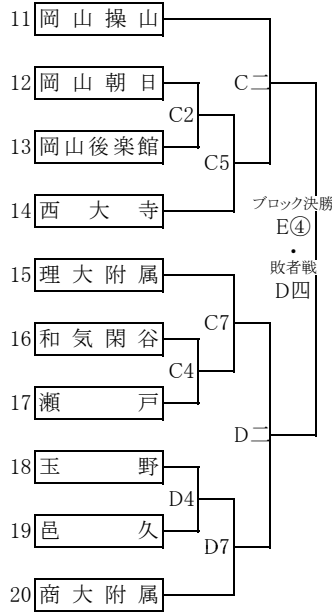 11 岡山操山
12 岡山朝日
C二
C2
13 岡山後楽館
C5
14 西大寺
ブロック決勝
E④
・
敗者戦
D四
15 理大附属
C7
16 和気閑谷
C4
17 瀬戸
D二
18 玉野
D4
19 邑久
D7
20 商大附属